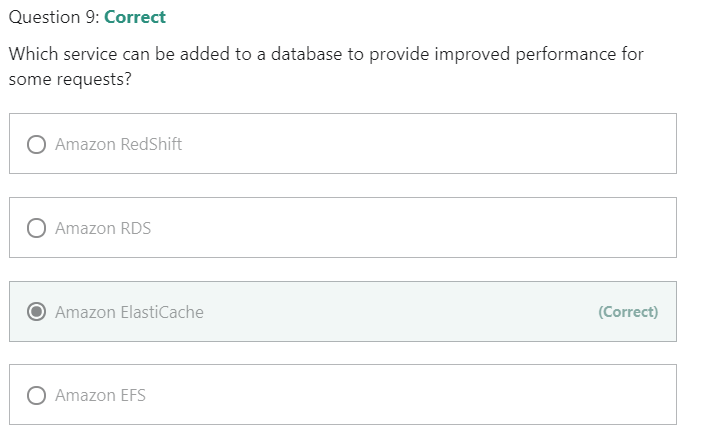 Question 9: Correct
Which service can be added to a database to provide improved performance for
some requests?
Amazon RedShift
Amazon RDS
Amazon ElastiCache (Correct)
Amazon EFS